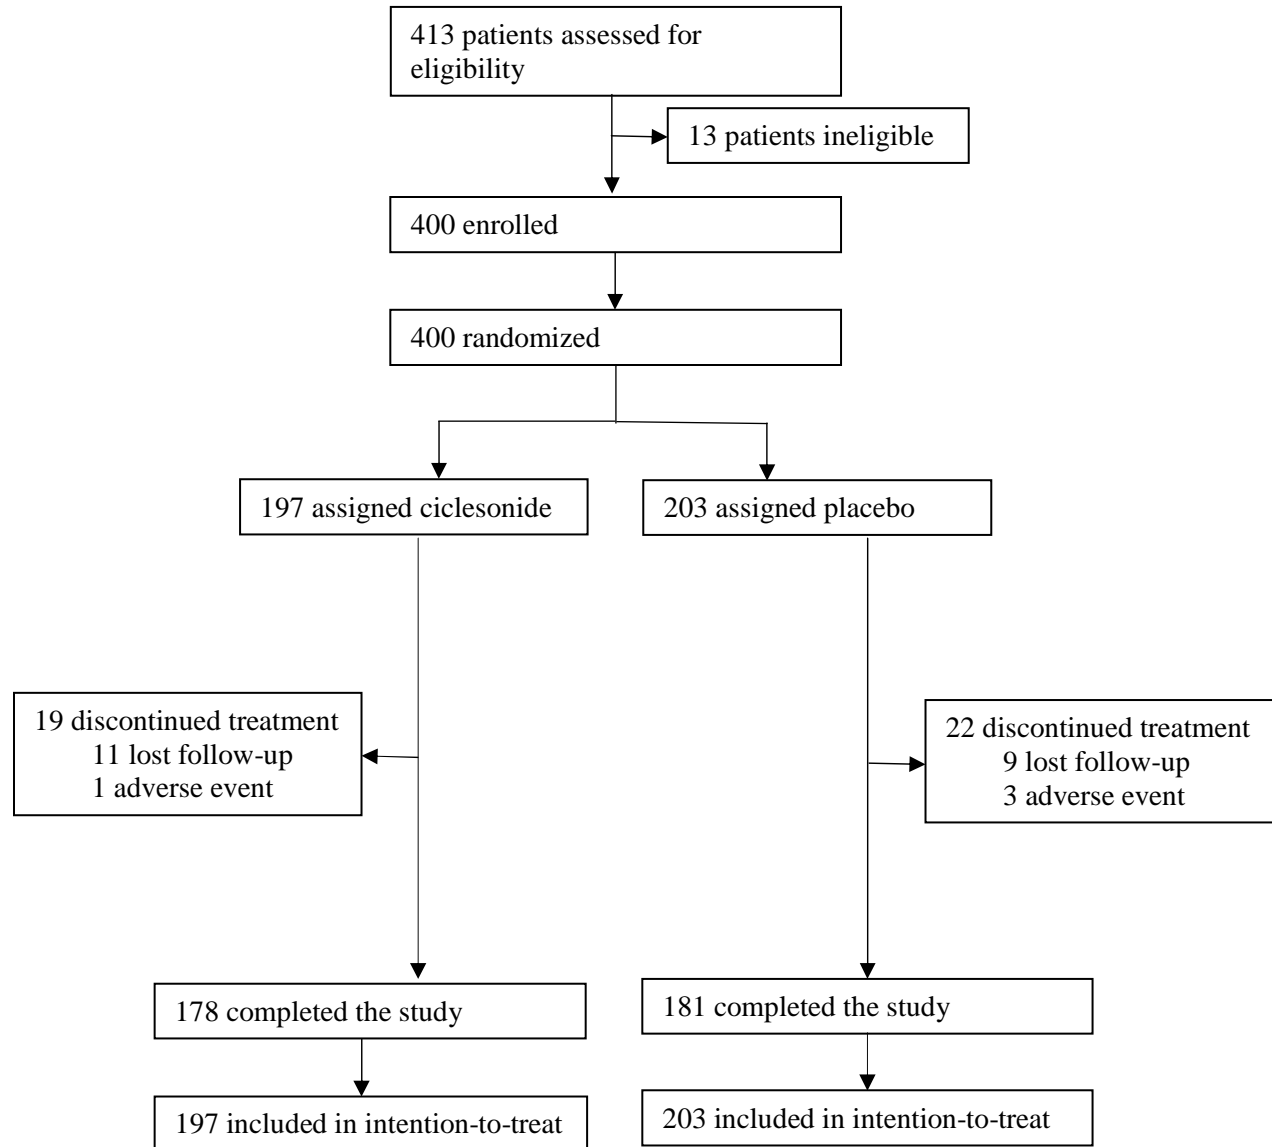 413 patients assessed for
eligibility
13 patients ineligible
400 enrolled
400 randomized
197 assigned ciclesonide
203 assigned placebo
19 discontinued treatment
11 lost follow-up
1 adverse event
22 discontinued treatment
9 lost follow-up
3 adverse event
178 completed the study
181 completed the study
197 included in intention-to-treat
203 included in intention-to-treat